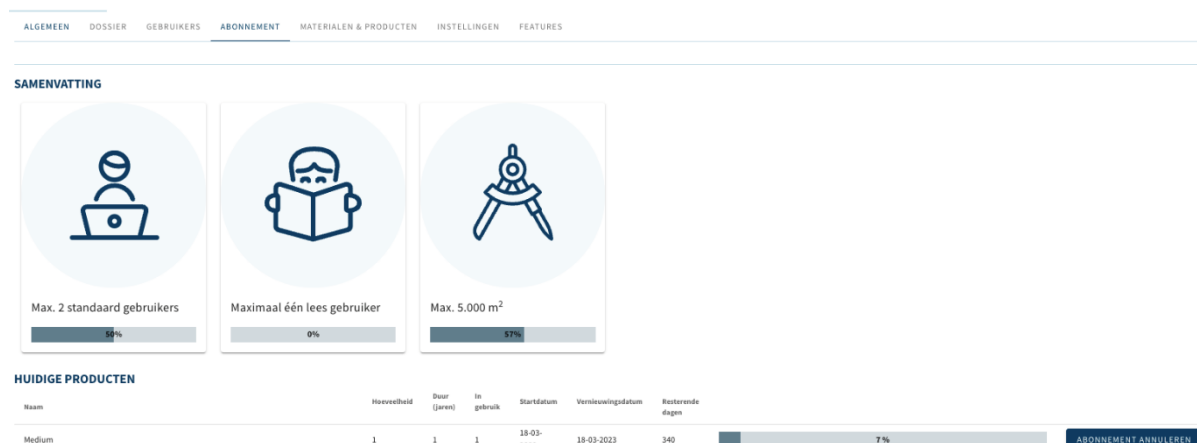 ALGEMEEN DOSSIER GEBRUIKERS ABONNEMENT MATERIALEN & PRODUCTEN INSTELLINGEN FEATURES
SAMENVATTING
Max. 2 standaard gebruikers Maximaal één lees gebruiker Max. 5.000 m²
50% 0% 57%
HUIDIGE PRODUCTEN
Naam Hoeveelheid Duur (jaren) In gebruik Startdatum Vernieuwingsdatum Resterende dagen
Medium 1 1 1 18-03- 18-03-2023 340 7 % ABONNEMENT ANNULEREN